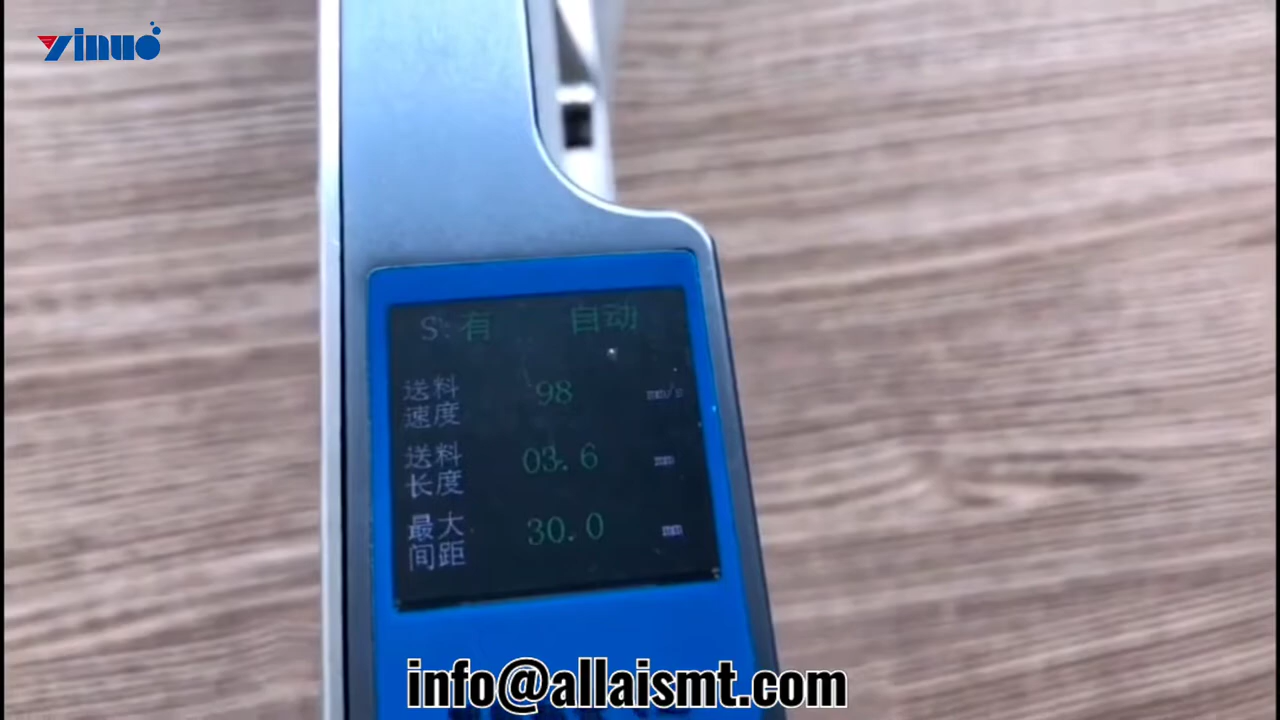 yinuo
S: 有 自动
送料
速度 98 mm/s
送料
长度 03.6 mm
最大
间距 30.0 mm
info@allaismt.com